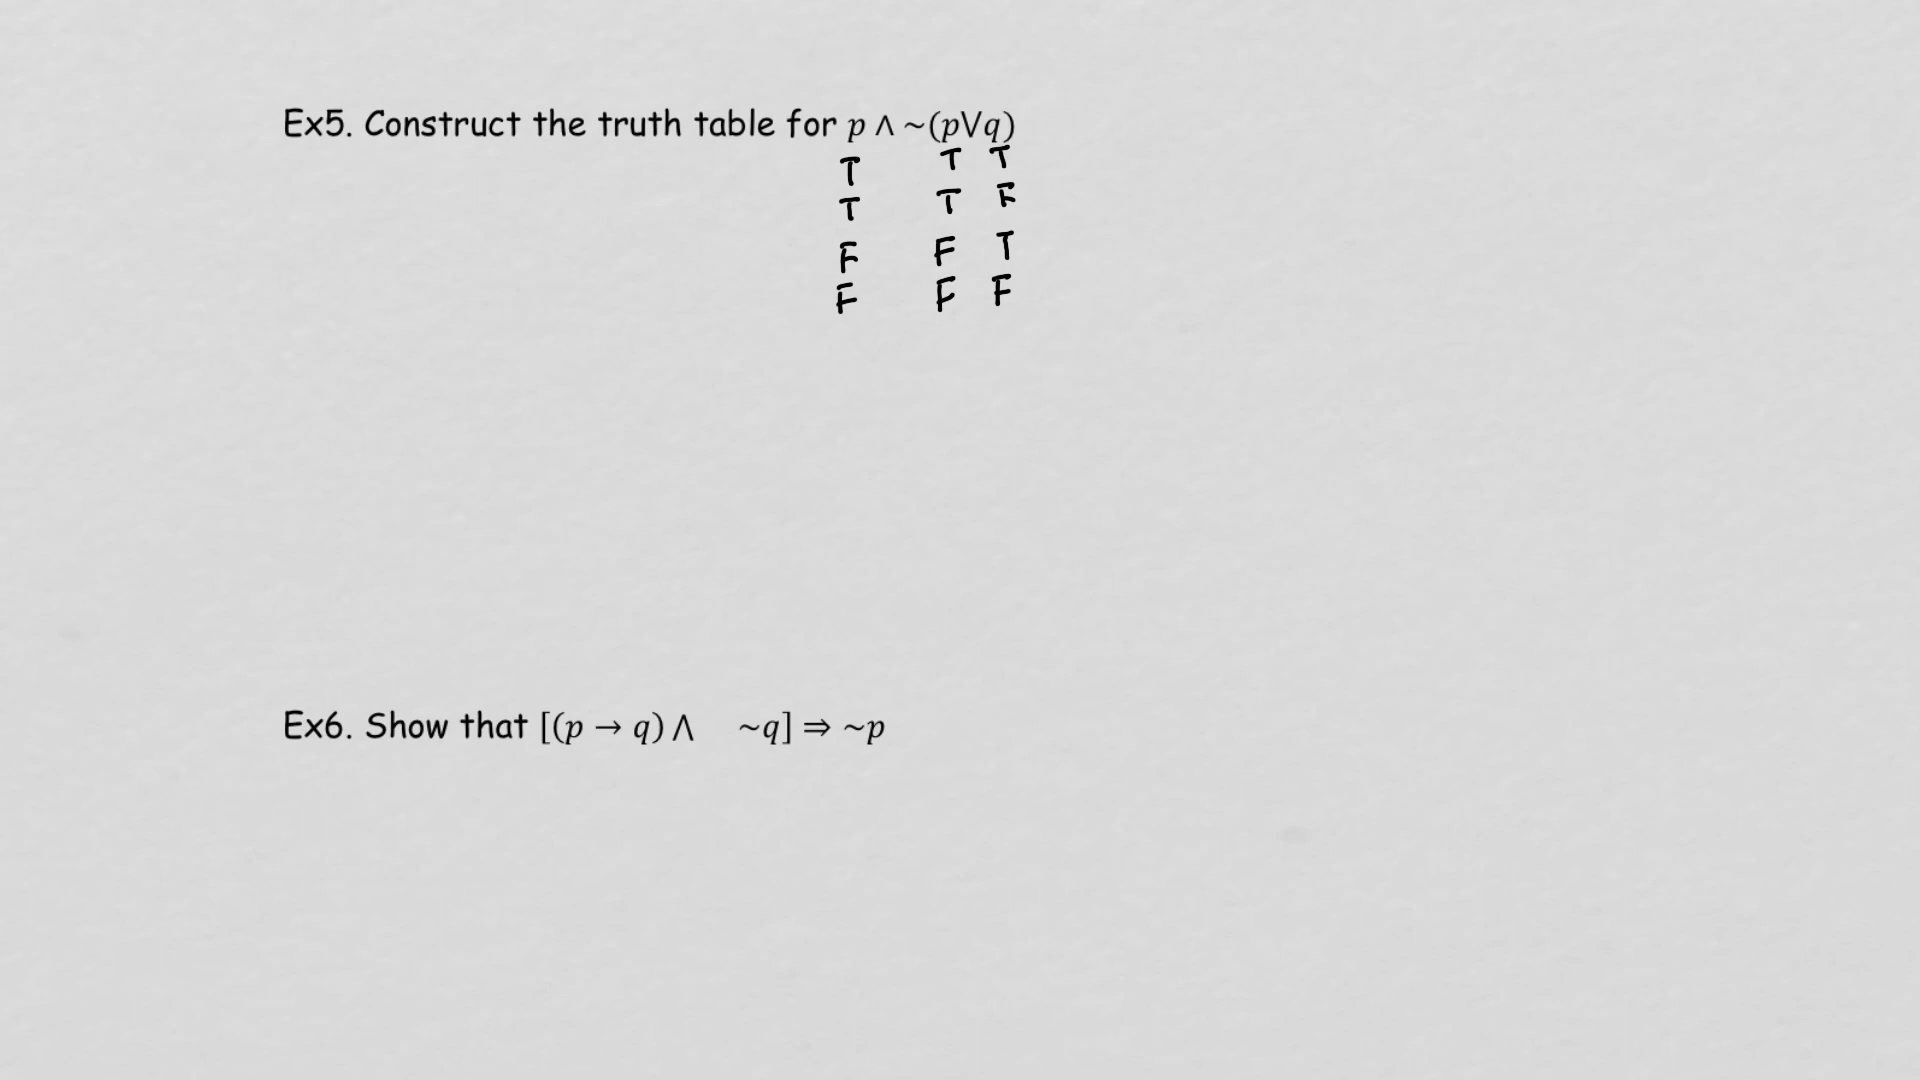 Ex5. Construct the truth table for p ∧ ~(p∨q)
T T T
T T F
F F T
F F F
Ex6. Show that [(p → q) ∧ ~q] ⇒ ~p